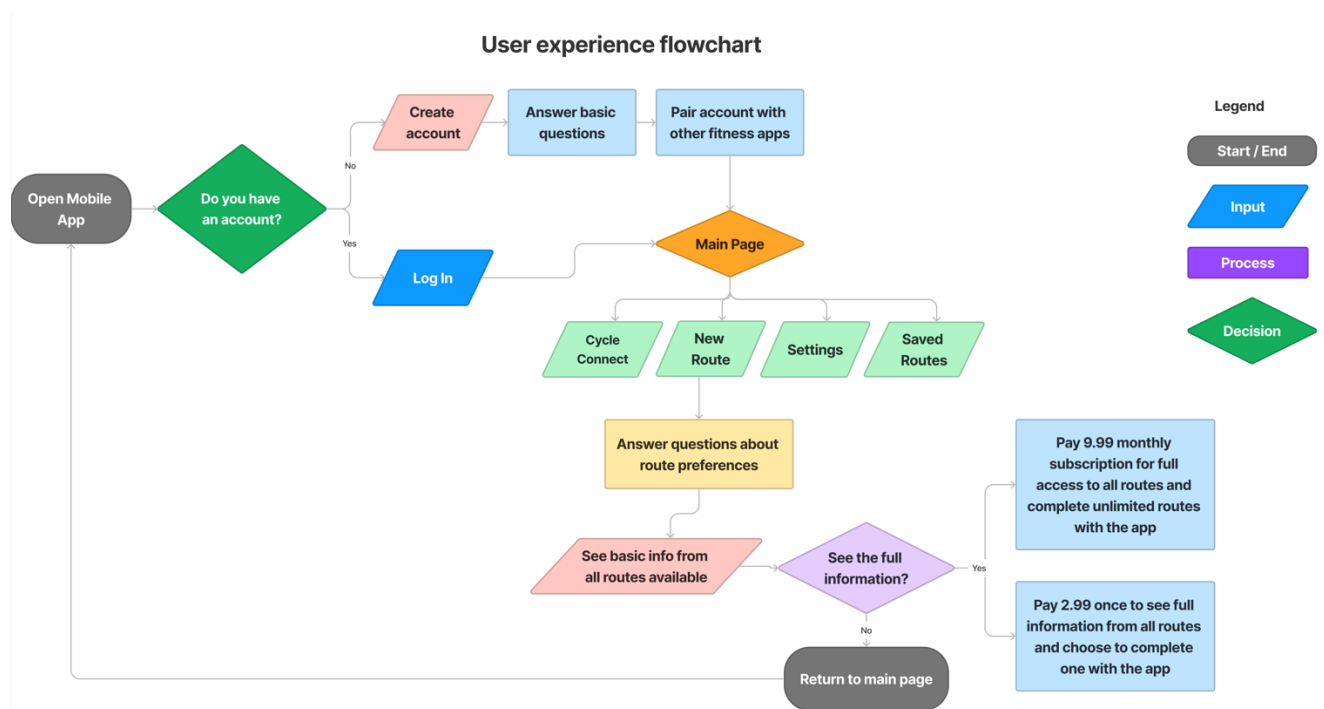 User experience flowchart
Create
account
Answer basic
questions
Pair account with
other fitness apps
Legend
Start / End
No
Open Mobile
App
Do you have
an account?
Input
Yes
Main Page
Log In
Process
Decision
Cycle
Connect
New
Route
Settings
Saved
Routes
Answer questions about
route preferences
Pay 9.99 monthly
subscription for full
access to all routes and
complete unlimited routes
with the app
See basic info from
all routes available
See the full
information?
Yes
Pay 2.99 once to see full
information from all routes
and choose to complete
one with the app
No
Return to main page